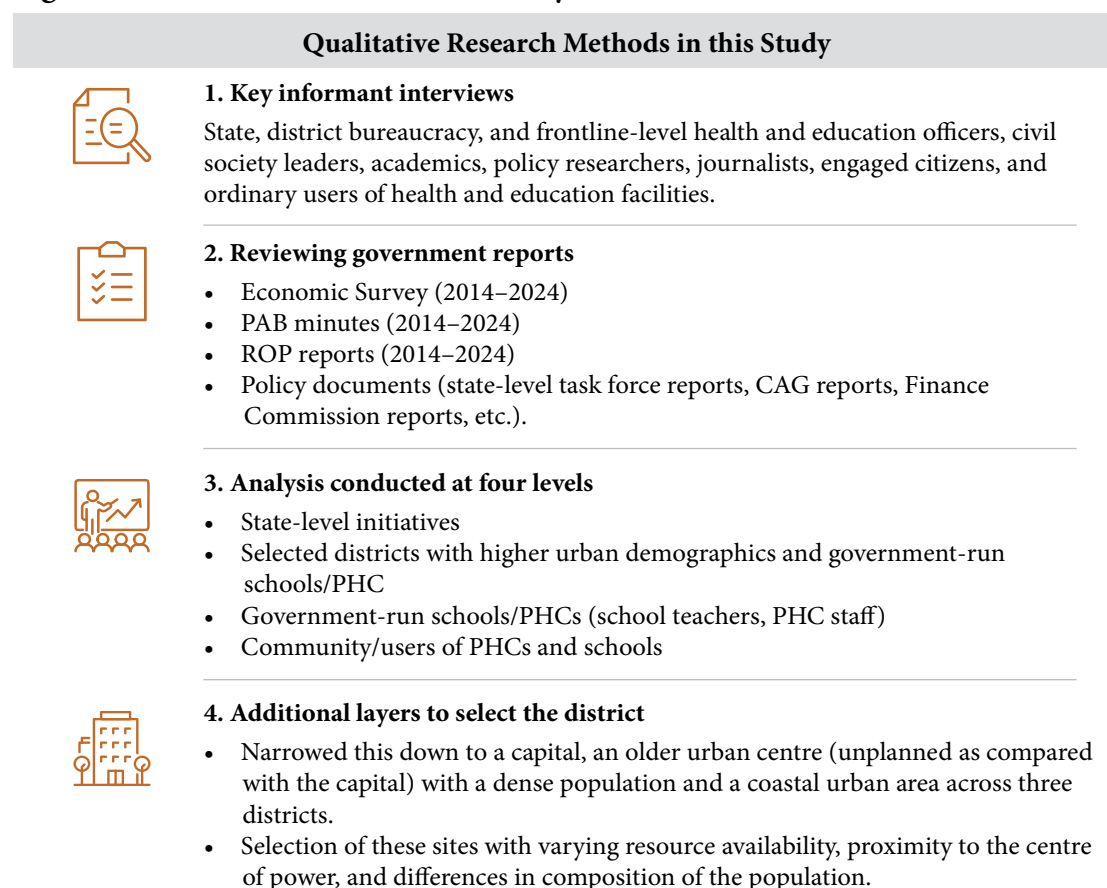 Qualitative Research Methods in this Study
1. Key informant interviews
State, district bureaucracy, and frontline-level health and education officers, civil
society leaders, academics, policy researchers, journalists, engaged citizens, and
ordinary users of health and education facilities.
2. Reviewing government reports
• Economic Survey (2014–2024)
• PAB minutes (2014–2024)
• ROP reports (2014–2024)
• Policy documents (state-level task force reports, CAG reports, Finance
Commission reports, etc.).
3. Analysis conducted at four levels
• State-level initiatives
• Selected districts with higher urban demographics and government-run
schools/PHC
• Government-run schools/PHCs (school teachers, PHC staff)
• Community/users of PHCs and schools
4. Additional layers to select the district
• Narrowed this down to a capital, an older urban centre (unplanned as compared
with the capital) with a dense population and a coastal urban area across three
districts.
• Selection of these sites with varying resource availability, proximity to the centre
of power, and differences in composition of the population.